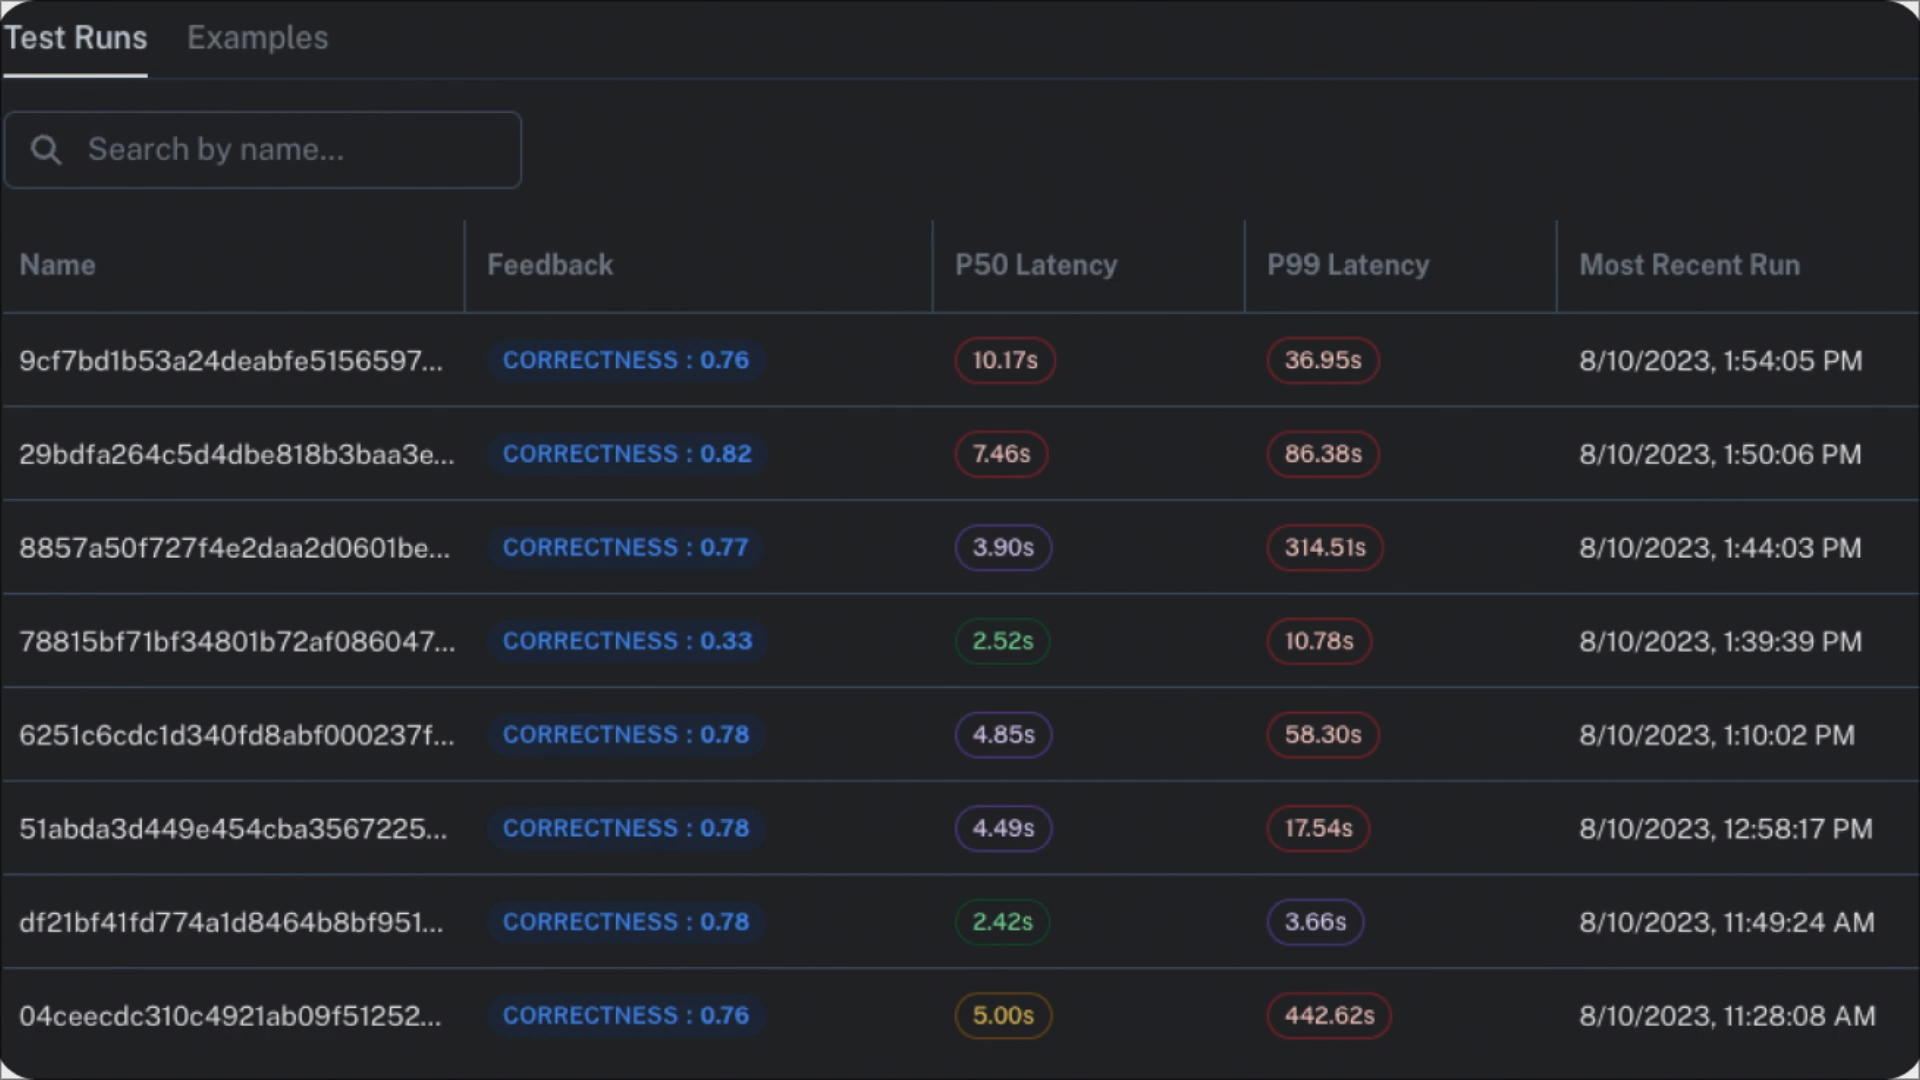 Test Runs Examples
Search by name...
Name Feedback P50 Latency P99 Latency Most Recent Run
9cf7bd1b53a24deabfe5156597... CORRECTNESS : 0.76 10.17s 36.95s 8/10/2023, 1:54:05 PM
29bdfa264c5d4dbe818b3baa3e... CORRECTNESS : 0.82 7.46s 86.38s 8/10/2023, 1:50:06 PM
8857a50f727f4e2daa2d0601be... CORRECTNESS : 0.77 3.90s 314.51s 8/10/2023, 1:44:03 PM
78815bf71bf34801b72af086047... CORRECTNESS : 0.33 2.52s 10.78s 8/10/2023, 1:39:39 PM
6251c6cdc1d340fd8abf000237f... CORRECTNESS : 0.78 4.85s 58.30s 8/10/2023, 1:10:02 PM
51abda3d449e454cba3567225... CORRECTNESS : 0.78 4.49s 17.54s 8/10/2023, 12:58:17 PM
df21bf41fd774a1d8464b8bf951... CORRECTNESS : 0.78 2.42s 3.66s 8/10/2023, 11:49:24 AM
04ceecdc310c4921ab09f51252... CORRECTNESS : 0.76 5.00s 442.62s 8/10/2023, 11:28:08 AM